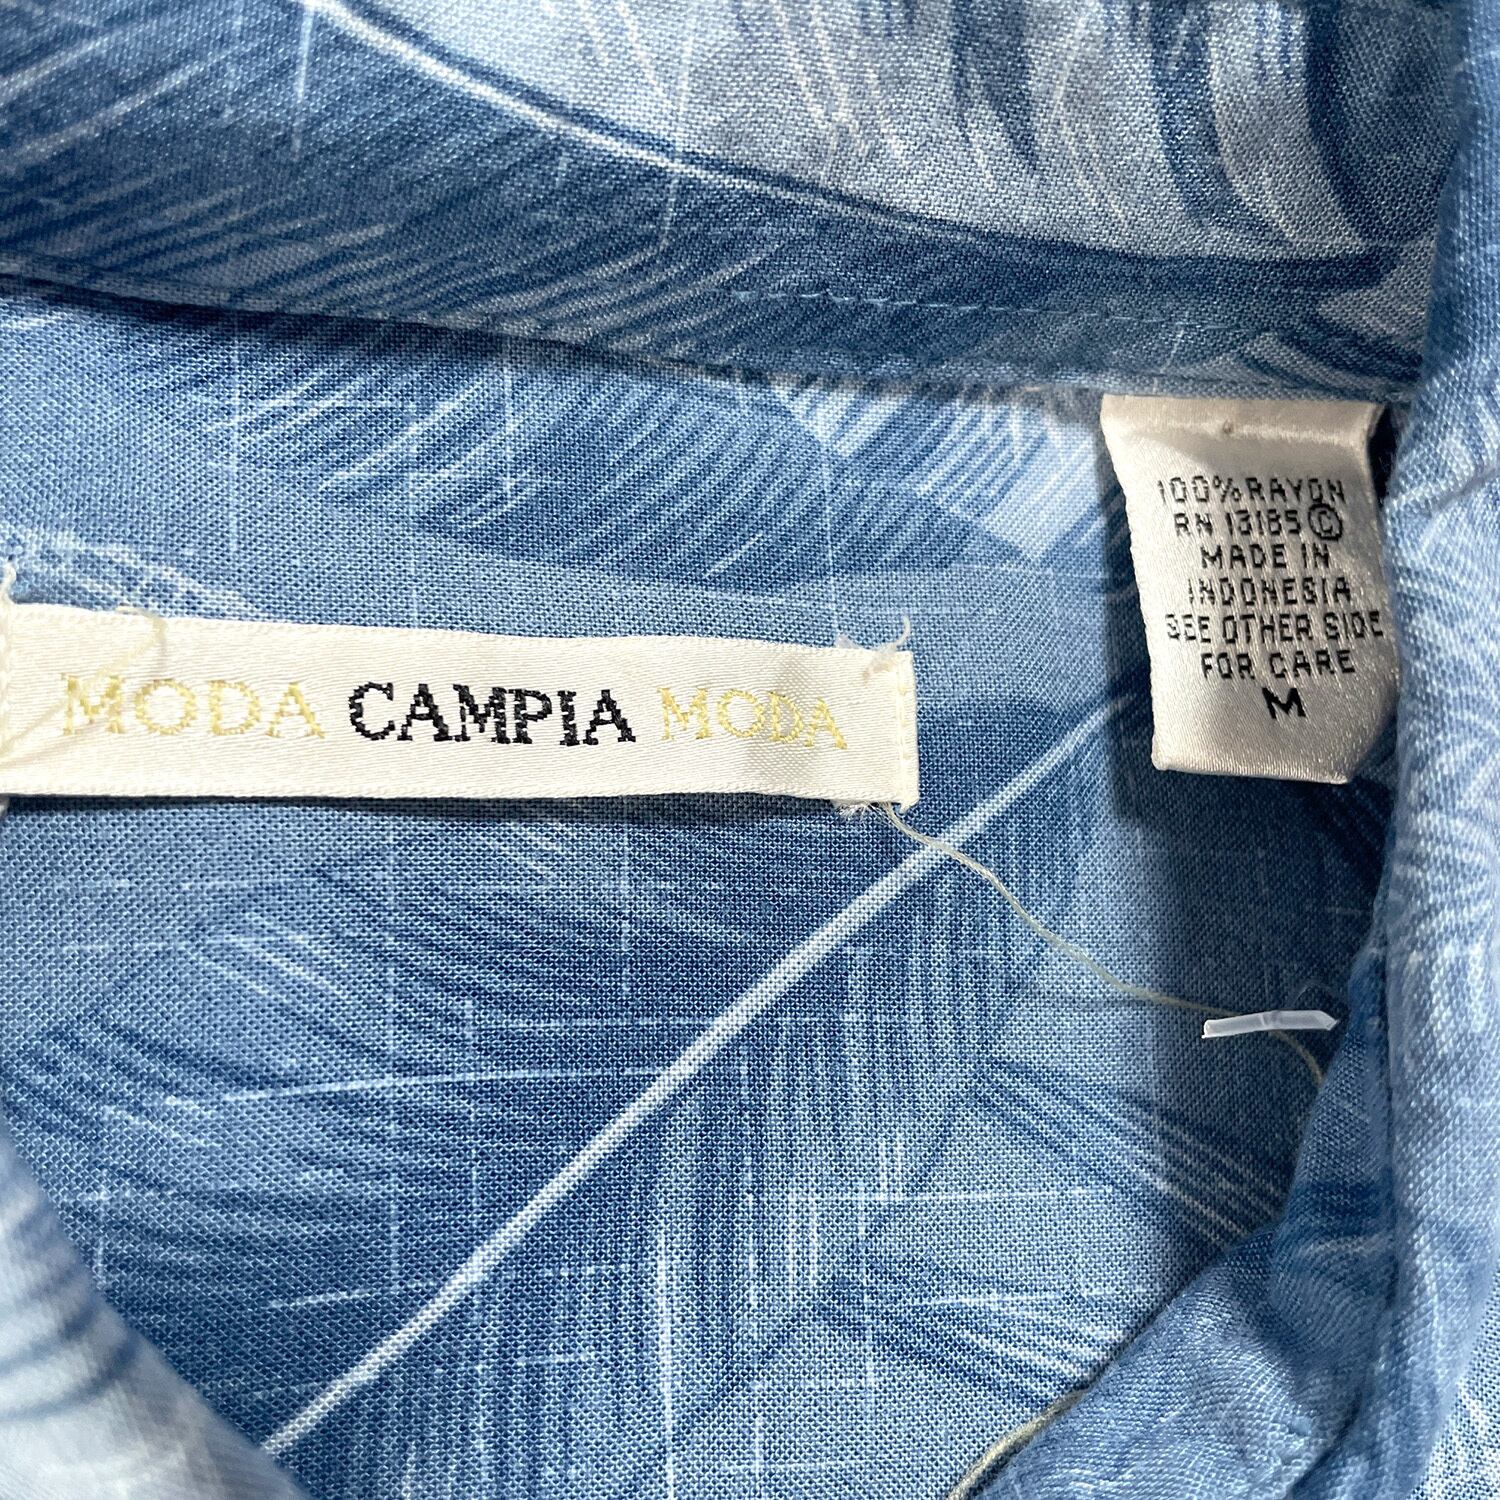 MODA CAMPIA MODA
100% RAYON
RN 13185 ©
MADE IN
INDONESIA
SEE OTHER SIDE
FOR CARE
M